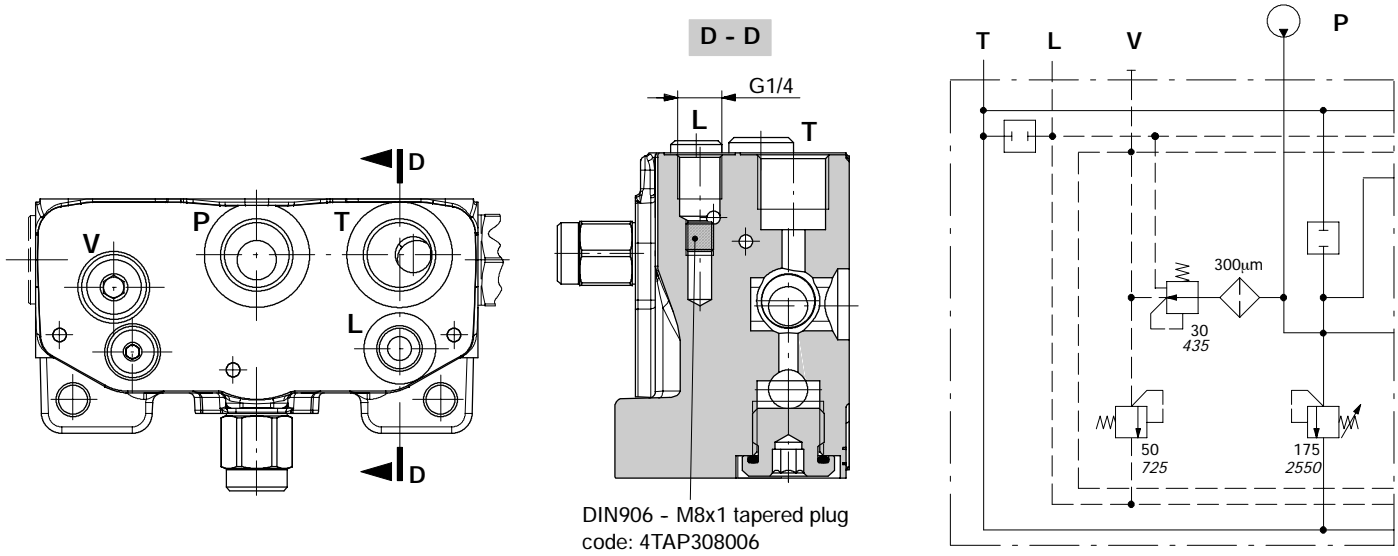 D
P
T
V
L
D
D - D
G1/4
L
T
DIN906 - M8x1 tapered plug
code: 4TAP308006
T
L
V
P
300µm
30
435
50
725
175
2550